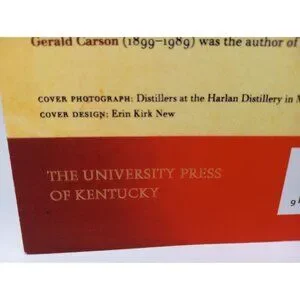 Gerald Carson (1899–1989) was the author of
COVER PHOTOGRAPH: Distillers at the Harlan Distillery in
COVER DESIGN: Erin Kirk New
THE UNIVERSITY PRESS
OF KENTUCKY
9